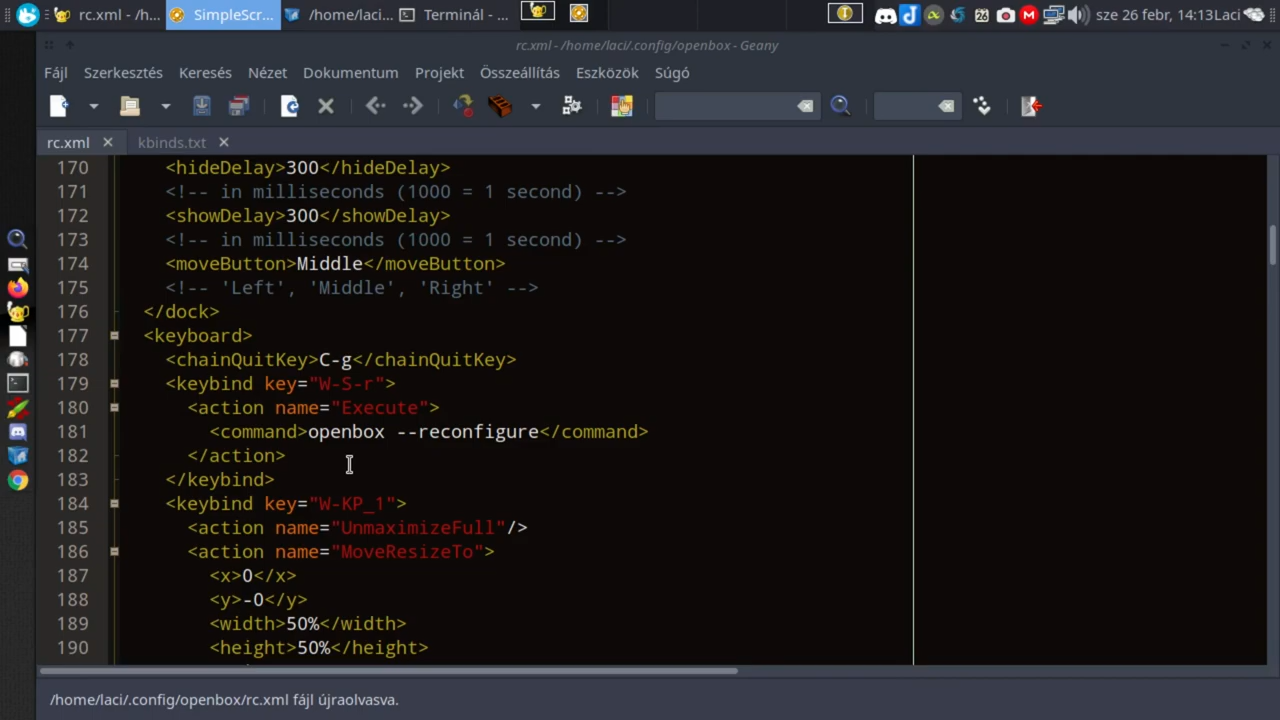 rc.xml - /h...
SimpleScr...
/home/laci...
Terminál - ...
26
sze 26 febr, 14:13
Laci
rc.xml - /home/laci/.config/openbox - Geany
Fájl Szerkesztés Keresés Nézet Dokumentum Projekt Összeállítás Eszközök Súgó
rc.xml kbinds.txt
170 <hideDelay>300</hideDelay>
171 <!-- in milliseconds (1000 = 1 second) -->
172 <showDelay>300</showDelay>
173 <!-- in milliseconds (1000 = 1 second) -->
174 <moveButton>Middle</moveButton>
175 <!-- 'Left', 'Middle', 'Right' -->
176 </dock>
177 <keyboard>
178 <chainQuitKey>C-g</chainQuitKey>
179 <keybind key="W-S-r">
180 <action name="Execute">
181 <command>openbox --reconfigure</command>
182 </action>
183 </keybind>
184 <keybind key="W-KP_1">
185 <action name="UnmaximizeFull"/>
186 <action name="MoveResizeTo">
187 <x>0</x>
188 <y>-0</y>
189 <width>50%</width>
190 <height>50%</height>
/home/laci/.config/openbox/rc.xml fájl újraolvasva.